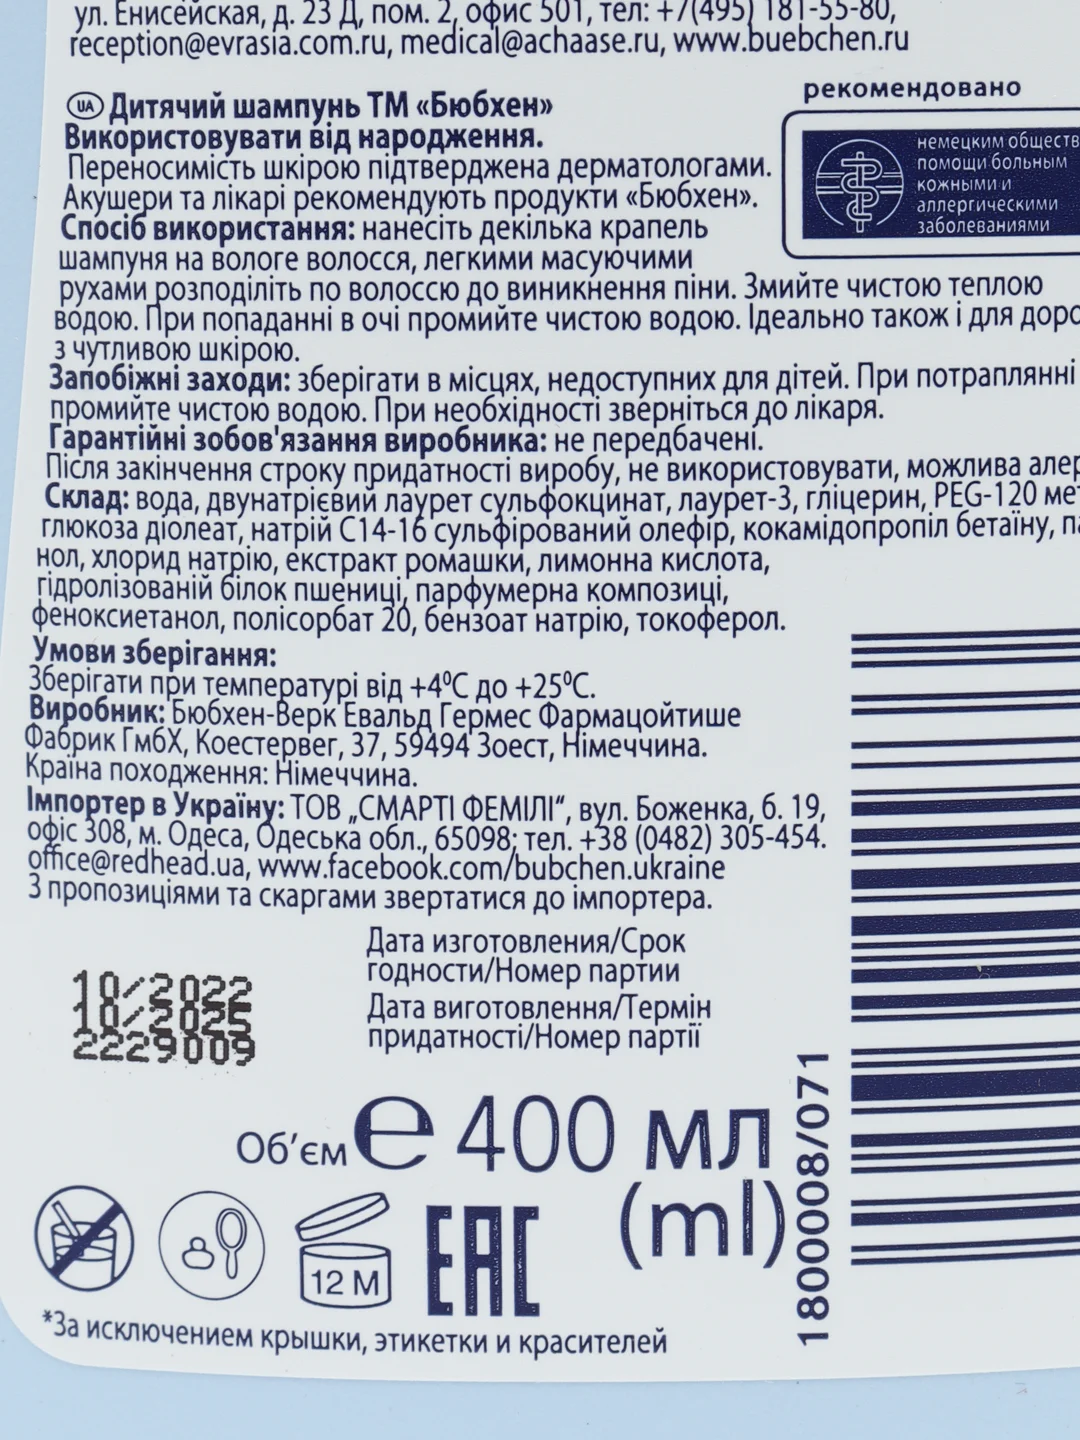 ул. Енисейская, д. 23 Д, пом. 2, офис 501, тел: +7(495) 181-55-80,
reception@evrasia.com.ru, medical@achaase.ru, www.buebchen.ru
рекомендовано
немецким обществ
помощи больным
кожными и
аллергическими
заболеваниями
UA Дитячий шампунь ТМ «Бюбхен»
Використовувати від народження.
Переносимість шкірою підтверджена дерматологами.
Акушери та лікарі рекомендують продукти «Бюбхен».
Спосіб використання: нанесіть декілька крапель
шампуня на вологе волосся, легкими масуючими
рухами розподіліть по волоссю до виникнення піни. Змийте чистою теплою
водою. При попаданні в очі промийте чистою водою. Ідеально також і для доро
з чутливою шкірою.
Запобіжні заходи: зберігати в місцях, недоступних для дітей. При потраплянні
промийте чистою водою. При необхідності зверніться до лікаря.
Гарантійні зобов'язання виробника: не передбачені.
Після закінчення строку придатності виробу, не використовувати, можлива алер
Склад: вода, двунатрієвий лаурет сульфокцинат, лаурет-3, гліцерин, PEG-120 мет
глюкоза діолеат, натрій С14-16 сульфірований олефір, кокамідопропіл бетаїну, па
нол, хлорид натрію, екстракт ромашки, лимонна кислота,
гідролізованій білок пшениці, парфумерна композиці,
феноксиетанол, полісорбат 20, бензоат натрію, токоферол.
Умови зберігання:
Зберігати при температурі від +4⁰С до +25⁰С.
Виробник: Бюбхен-Верк Евальд Гермес Фармацойтише
Фабрик ГмбХ, Коестервег, 37, 59494 Зоест, Німеччина.
Країна походження: Німеччина.
Імпортер в Україну: ТОВ „СМАРТІ ФЕМІЛІ“, вул. Боженка, б. 19,
офіс 308, м. Одеса, Одеська обл., 65098; тел. +38 (0482) 305-454.
office@redhead.ua, www.facebook.com/bubchen.ukraine
З пропозиціями та скаргами звертатися до імпортера.
Дата изготовления/Срок
годности/Номер партии
Дата виготовлення/Термін
придатності/Номер партії
10/2022
10/2025
2229009
Об’єм e 400 мл
(ml)
12 M
EAC
180008/071
*За исключением крышки, этикетки и красителей